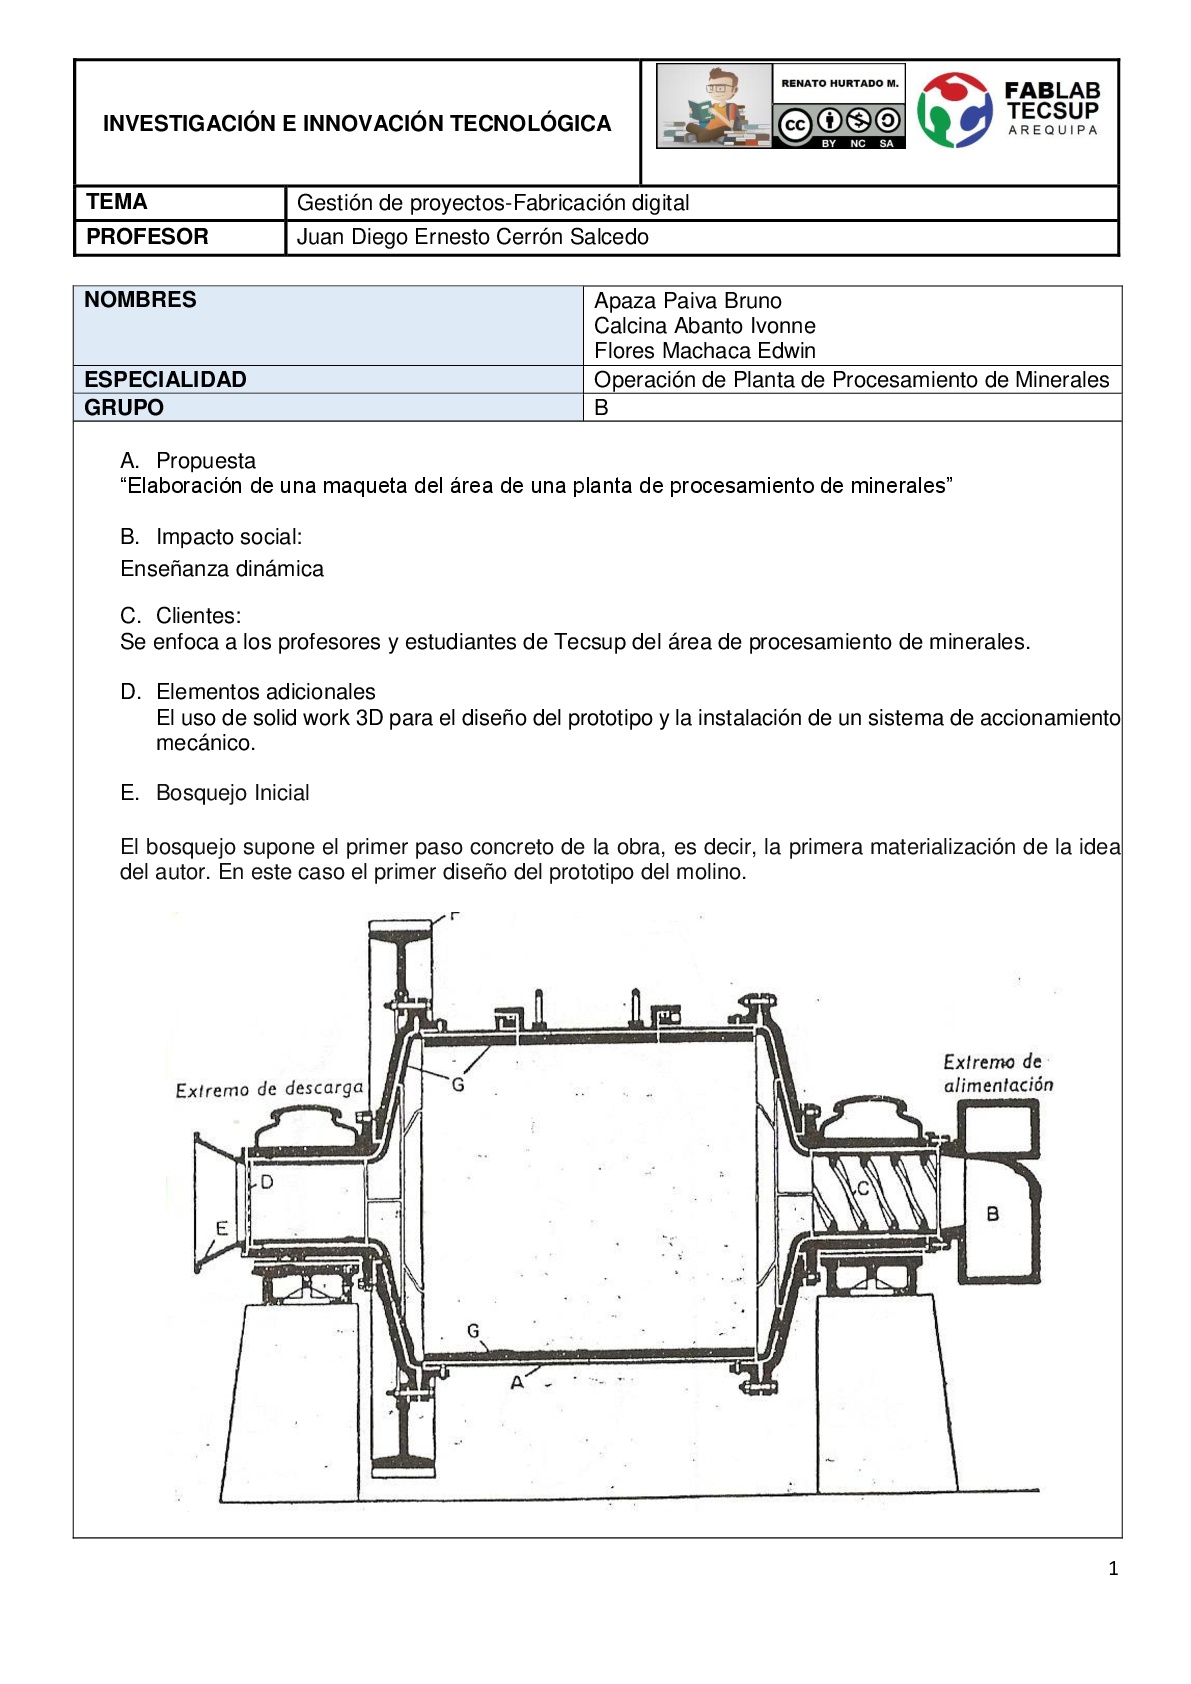 INVESTIGACIÓN E INNOVACIÓN TECNOLÓGICA
RENATO HURTADO M.
CC
BY NC SA
FABLAB
TECSUP
AREQUIPA
TEMA
Gestión de proyectos-Fabricación digital
PROFESOR
Juan Diego Ernesto Cerrón Salcedo
NOMBRES
Apaza Paiva Bruno
Calcina Abanto Ivonne
Flores Machaca Edwin
ESPECIALIDAD
Operación de Planta de Procesamiento de Minerales
GRUPO
B
A. Propuesta
“Elaboración de una maqueta del área de una planta de procesamiento de minerales”
B. Impacto social:
Enseñanza dinámica
C. Clientes:
Se enfoca a los profesores y estudiantes de Tecsup del área de procesamiento de minerales.
D. Elementos adicionales
El uso de solid work 3D para el diseño del prototipo y la instalación de un sistema de accionamiento
mecánico.
E. Bosquejo Inicial
El bosquejo supone el primer paso concreto de la obra, es decir, la primera materialización de la idea
del autor. En este caso el primer diseño del prototipo del molino.
F
G
Extremo de descarga
Extremo de
alimentación
D
E
C
B
G
A
1